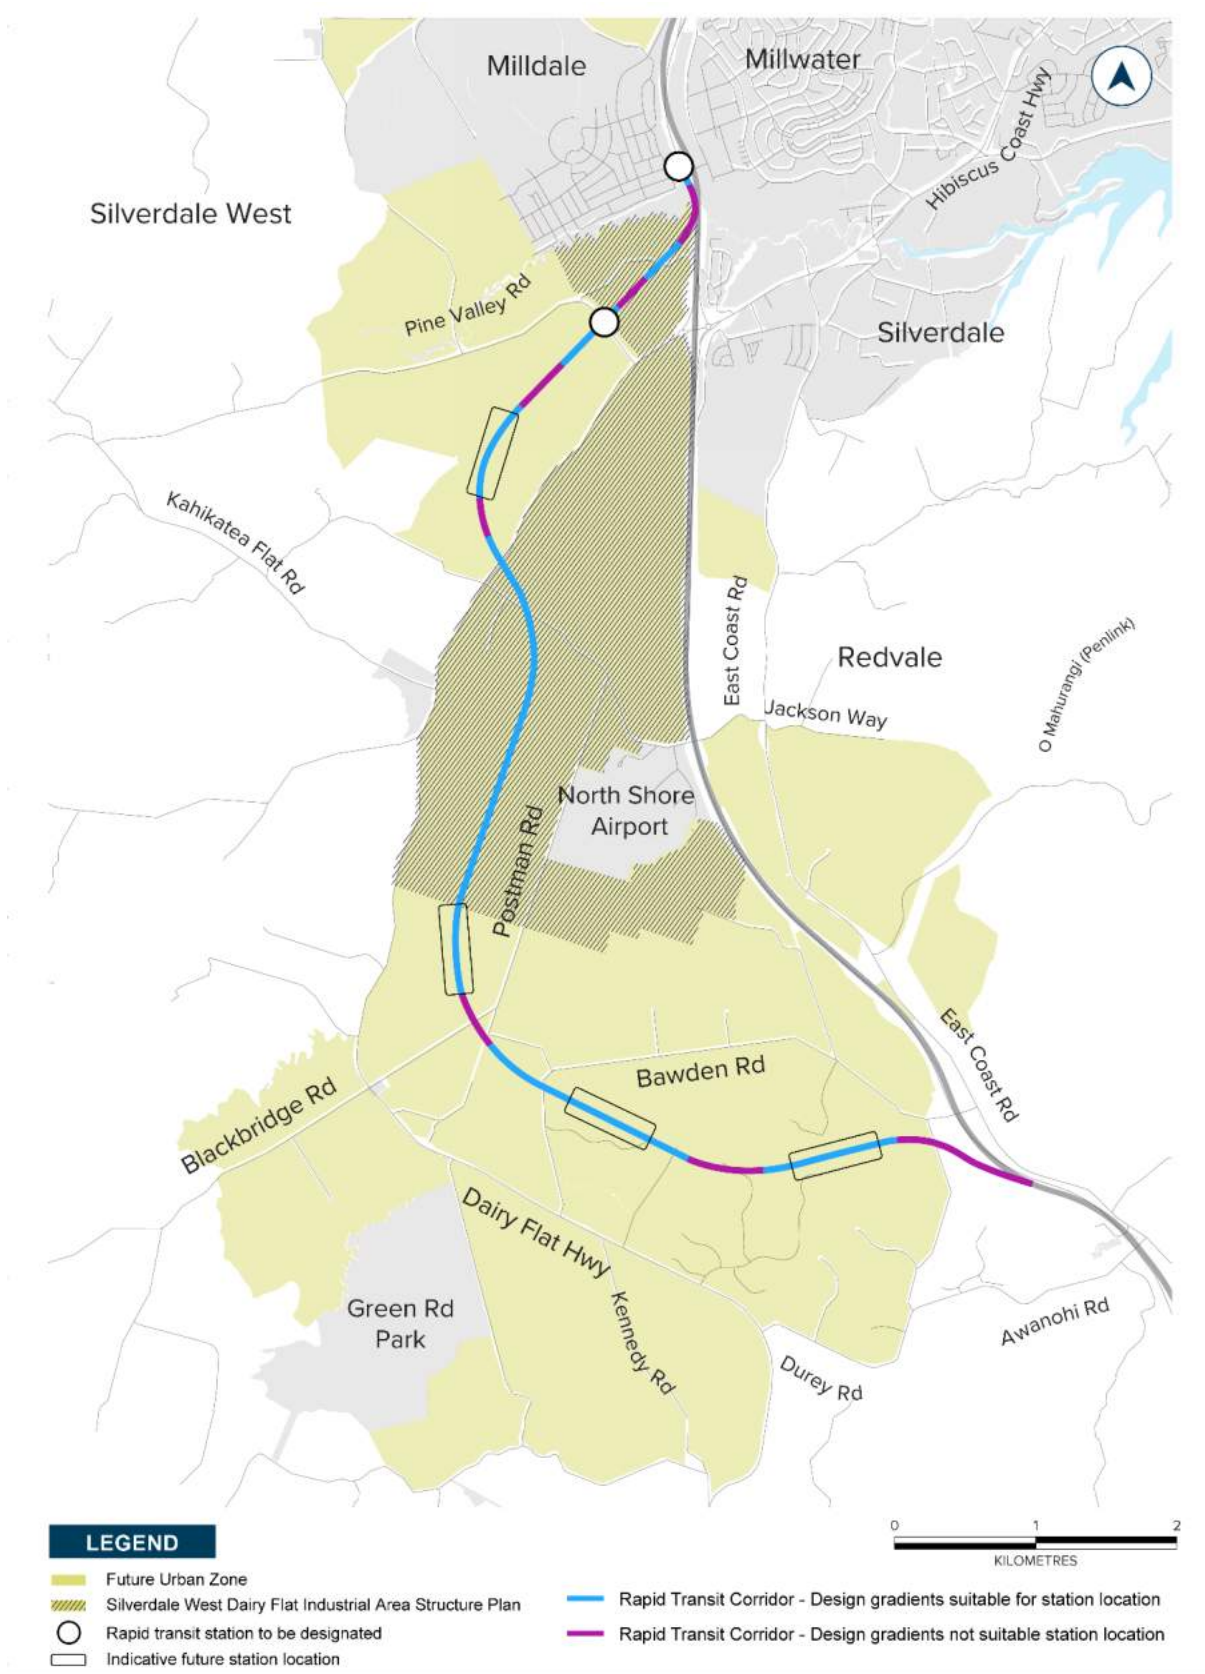 Milldale
Millwater
Hibiscus Coast Hwy
Silverdale West
Pine Valley Rd
Silverdale
Kahikatea Flat Rd
East Coast Rd
Redvale
O Mahurangi (Penlink)
Jackson Way
North Shore
Airport
Postman Rd
East Coast Rd
Bawden Rd
Blackbridge Rd
Dairy Flat Hwy
Green Rd
Park
Kennedy Rd
Awanohi Rd
Durey Rd
0 1 2
KILOMETRES
LEGEND
Future Urban Zone
Silverdale West Dairy Flat Industrial Area Structure Plan
Rapid transit station to be designated
Indicative future station location
Rapid Transit Corridor - Design gradients suitable for station location
Rapid Transit Corridor - Design gradients not suitable station location